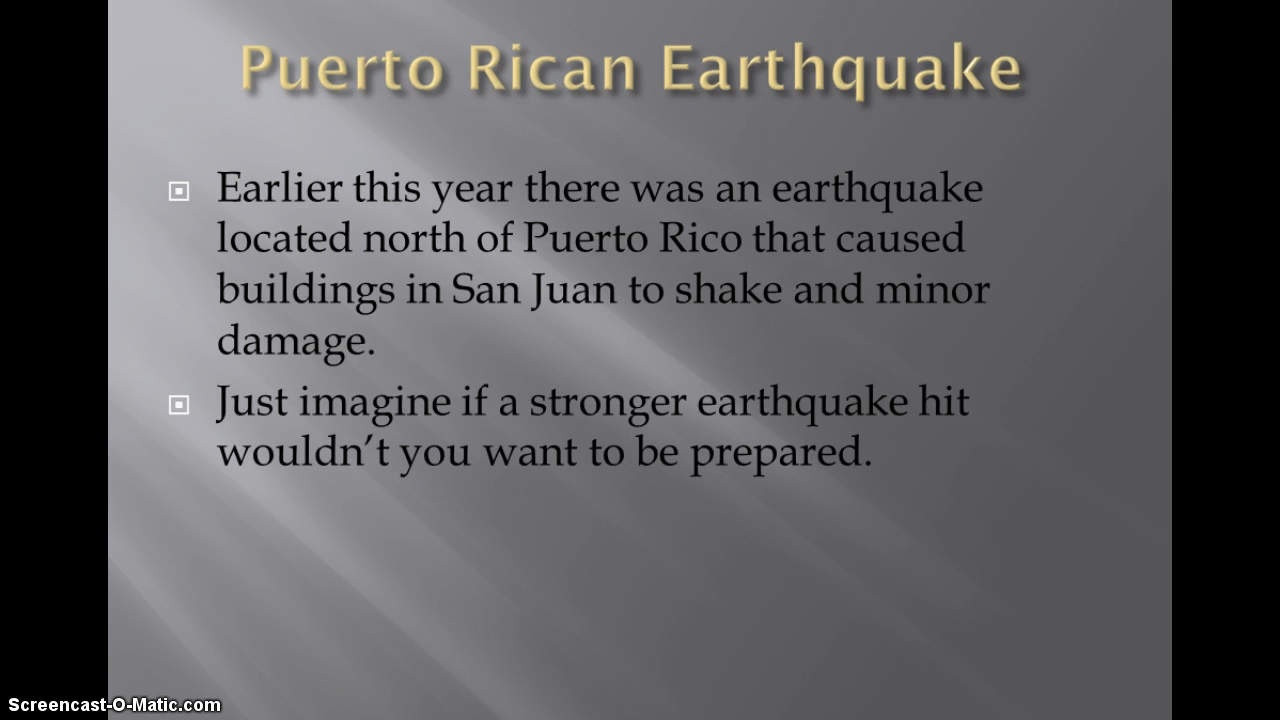 Puerto Rican Earthquake
Earlier this year there was an earthquake
located north of Puerto Rico that caused
buildings in San Juan to shake and minor
damage.
Just imagine if a stronger earthquake hit
wouldn’t you want to be prepared.
Screencast-O-Matic.com